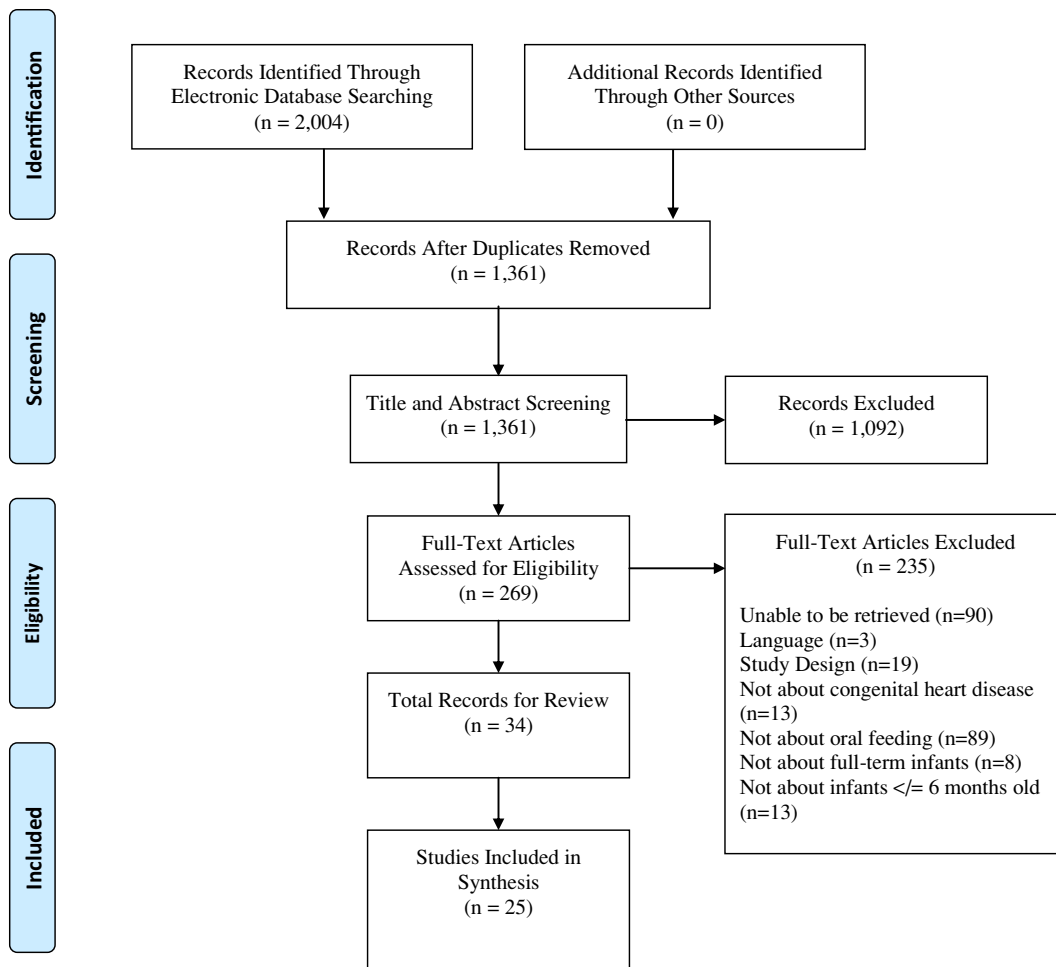 Identification
Records Identified Through
Electronic Database Searching
(n = 2,004)
Additional Records Identified
Through Other Sources
(n = 0)
Records After Duplicates Removed
(n = 1,361)
Screening
Title and Abstract Screening
(n = 1,361)
Records Excluded
(n = 1,092)
Eligibility
Full-Text Articles
Assessed for Eligibility
(n = 269)
Full-Text Articles Excluded
(n = 235)
Unable to be retrieved (n=90)
Language (n=3)
Study Design (n=19)
Not about congenital heart disease
(n=13)
Not about oral feeding (n=89)
Not about full-term infants (n=8)
Not about infants </= 6 months old
(n=13)
Total Records for Review
(n = 34)
Included
Studies Included in
Synthesis
(n = 25)